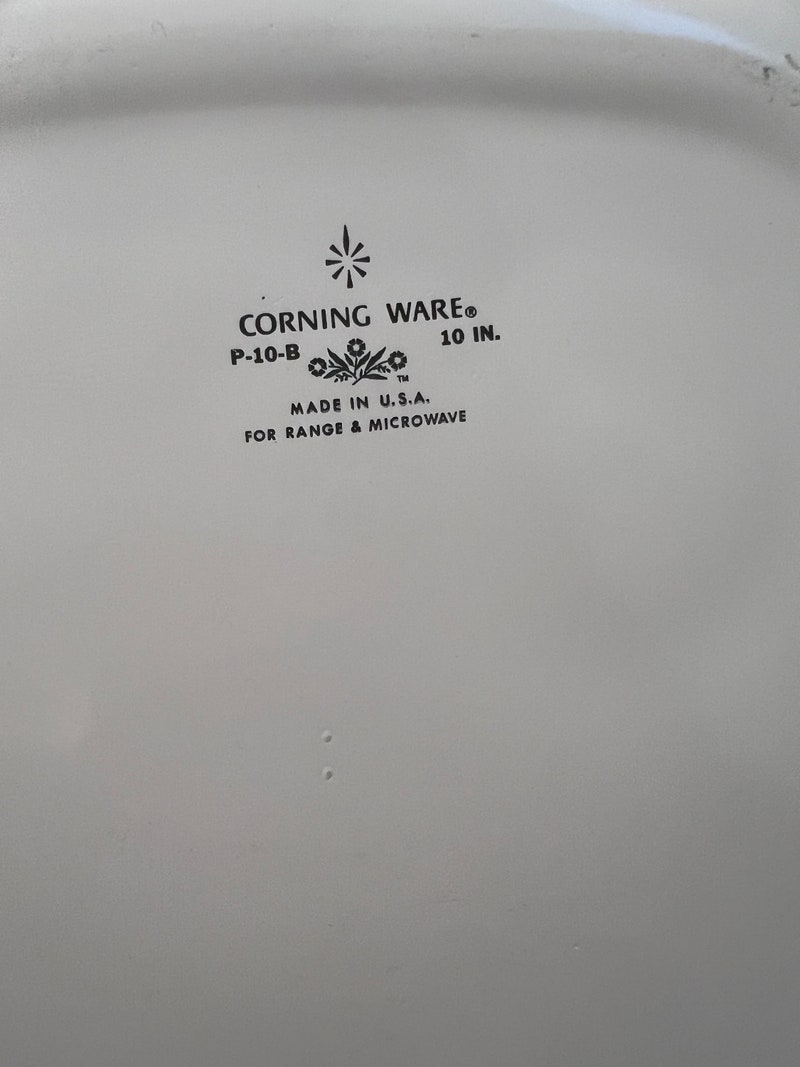 CORNING WARE®
P-10-B 10 IN.
TM
MADE IN U.S.A.
FOR RANGE & MICROWAVE